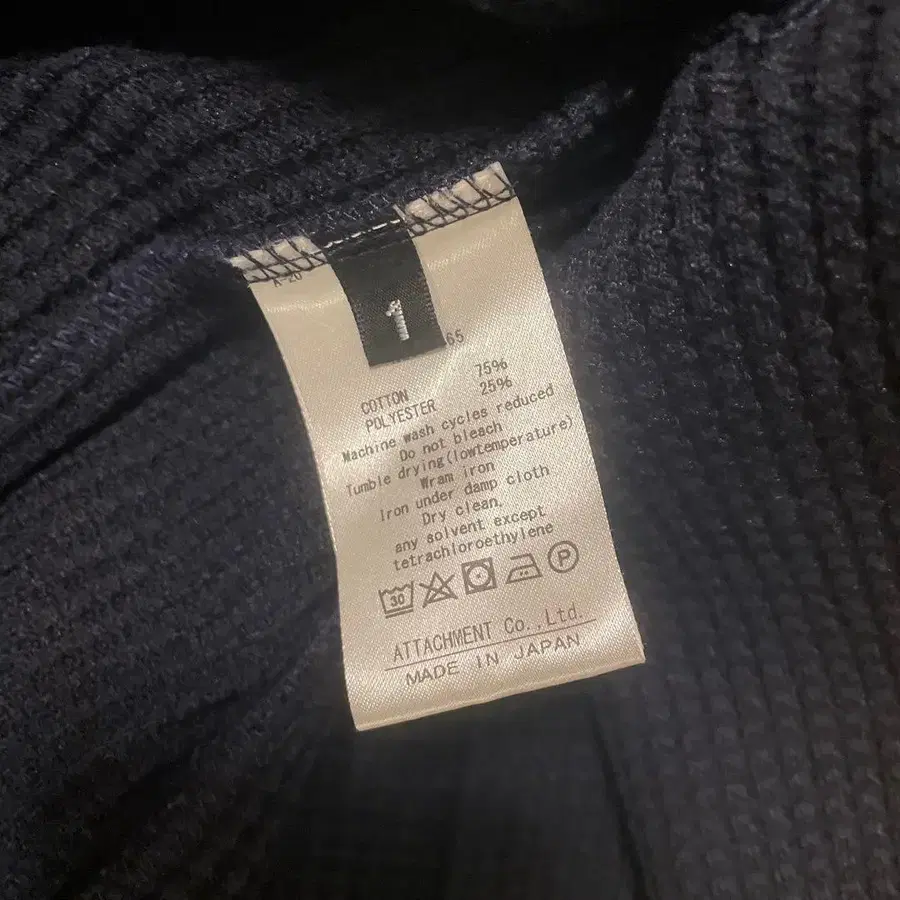 1
65
COTTON 75%
POLYESTER 25%
Machine wash cycles reduced
Do not bleach
Tumble drying(lowtemperature)
Wram iron
Iron under damp cloth
Dry clean,
any solvent except
tetrachloroethylene
30 P
ATTACHMENT Co.,Ltd.
MADE IN JAPAN